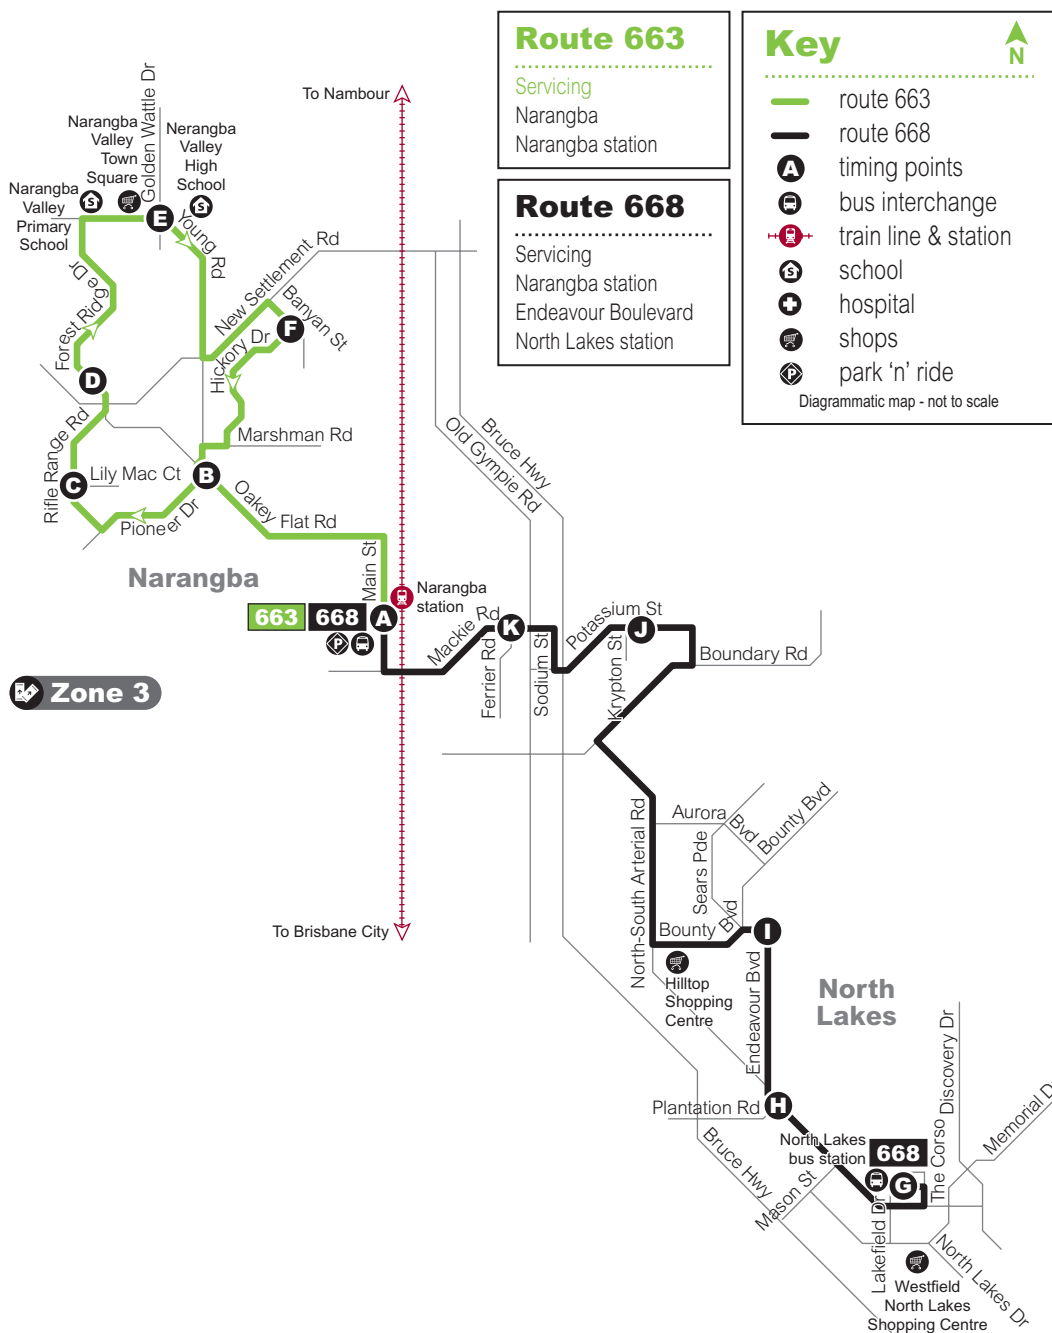 Route 663
Servicing
Narangba
Narangba station
Route 668
Servicing
Narangba station
Endeavour Boulevard
North Lakes station
Key
N
route 663
route 668
A
timing points
bus interchange
train line & station
S
school
hospital
shops
P
park ‘n’ ride
Diagrammatic map - not to scale
To Nambour
Golden Wattle Dr
Narangba
Valley
Town
Square
Nerangba
Valley
High
School
S
S
Narangba
Valley
Primary
School
E
Young Rd
Forest Ridge Dr
New Settlement Rd
Banyan St
F
Hickory Dr
D
Marshman Rd
Rifle Range Rd
Lily Mac Ct
C
B
Pioneer Dr
Oakey Flat Rd
Main St
Narangba
Narangba
station
663
668
A
P
Zone 3
Old Gympie Rd
Bruce Hwy
Mackie Rd
K
Ferrier Rd
Sodium St
Potassium St
J
Krypton St
Boundary Rd
North-South Arterial Rd
Aurora Bvd
Sears Pde
Bounty Bvd
Bounty Bvd
I
To Brisbane City
Hilltop
Shopping
Centre
Endeavour Bvd
North
Lakes
Plantation Rd
H
Bruce Hwy
Mason St
North Lakes
bus station
668
G
The Corso
Discovery Dr
Memorial D
Lakefield Dr
North Lakes Dr
Westfield
North Lakes
Shopping Centre